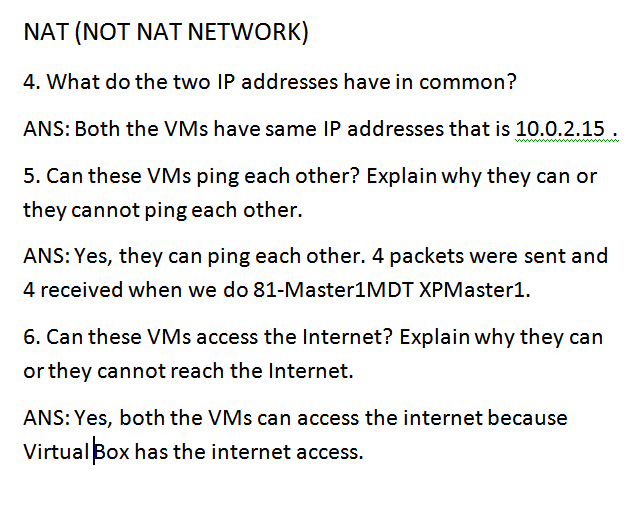 NAT (NOT NAT NETWORK)
4. What do the two IP addresses have in common?
ANS: Both the VMs have same IP addresses that is 10.0.2.15 .
5. Can these VMs ping each other? Explain why they can or
they cannot ping each other.
ANS: Yes, they can ping each other. 4 packets were sent and
4 received when we do 81-Master1MDT XPMaster1.
6. Can these VMs access the Internet? Explain why they can
or they cannot reach the Internet.
ANS: Yes, both the VMs can access the internet because
Virtual Box has the internet access.